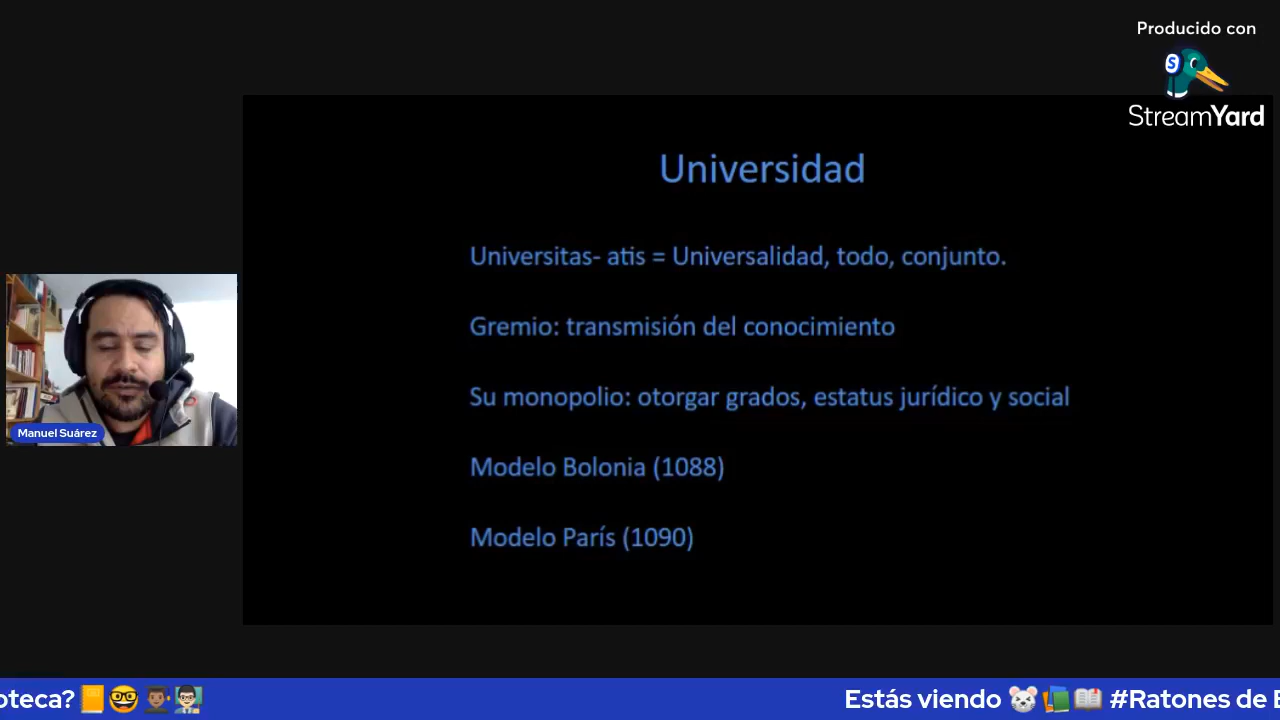 Producido con
StreamYard
Universidad
Universitas- atis = Universalidad, todo, conjunto.
Gremio: transmisión del conocimiento
Su monopolio: otorgar grados, estatus jurídico y social
Modelo Bolonia (1088)
Modelo París (1090)
Manuel Suárez
oteca? 📒🤓👨🏾‍🎓👨🏻‍🏫 Estás viendo 🐭📚📖 #Ratones de B